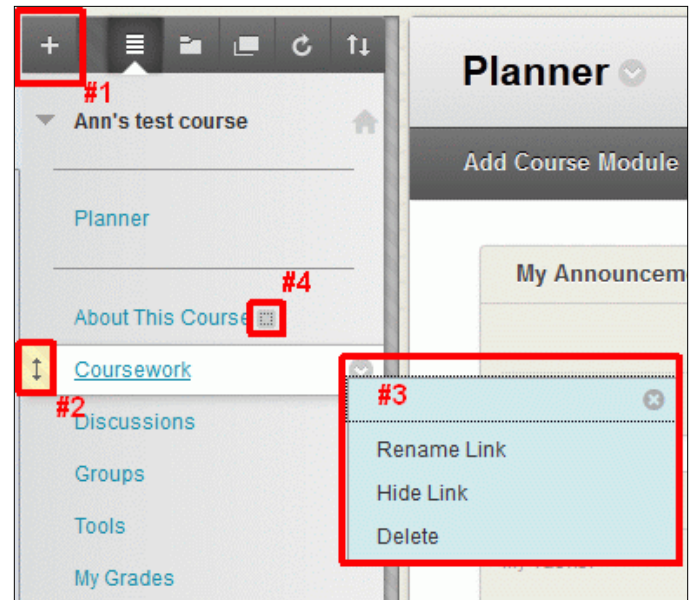 +
#1
Ann's test course
Planner
#4
About This Course
Coursework
#2
Discussions
Groups
Tools
My Grades
Planner
Add Course Module
My Announcem
#3
Rename Link
Hide Link
Delete